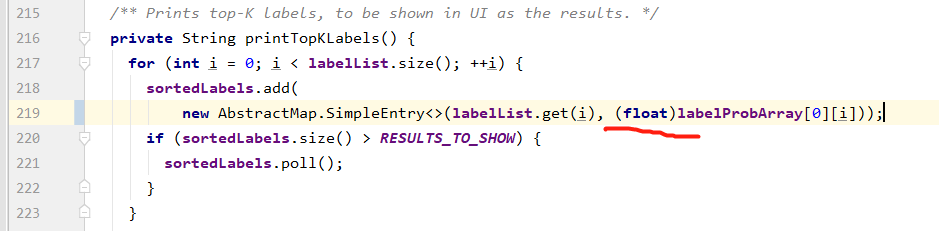 215 /** Prints top-K labels, to be shown in UI as the results. */
216 private String printTopKLabels() {
217 for (int i = 0; i < labelList.size(); ++i) {
218 sortedLabels.add(
219 new AbstractMap.SimpleEntry<>(labelList.get(i), (float)labelProbArray[0][i]));
220 if (sortedLabels.size() > RESULTS_TO_SHOW) {
221 sortedLabels.poll();
222 }
223 }